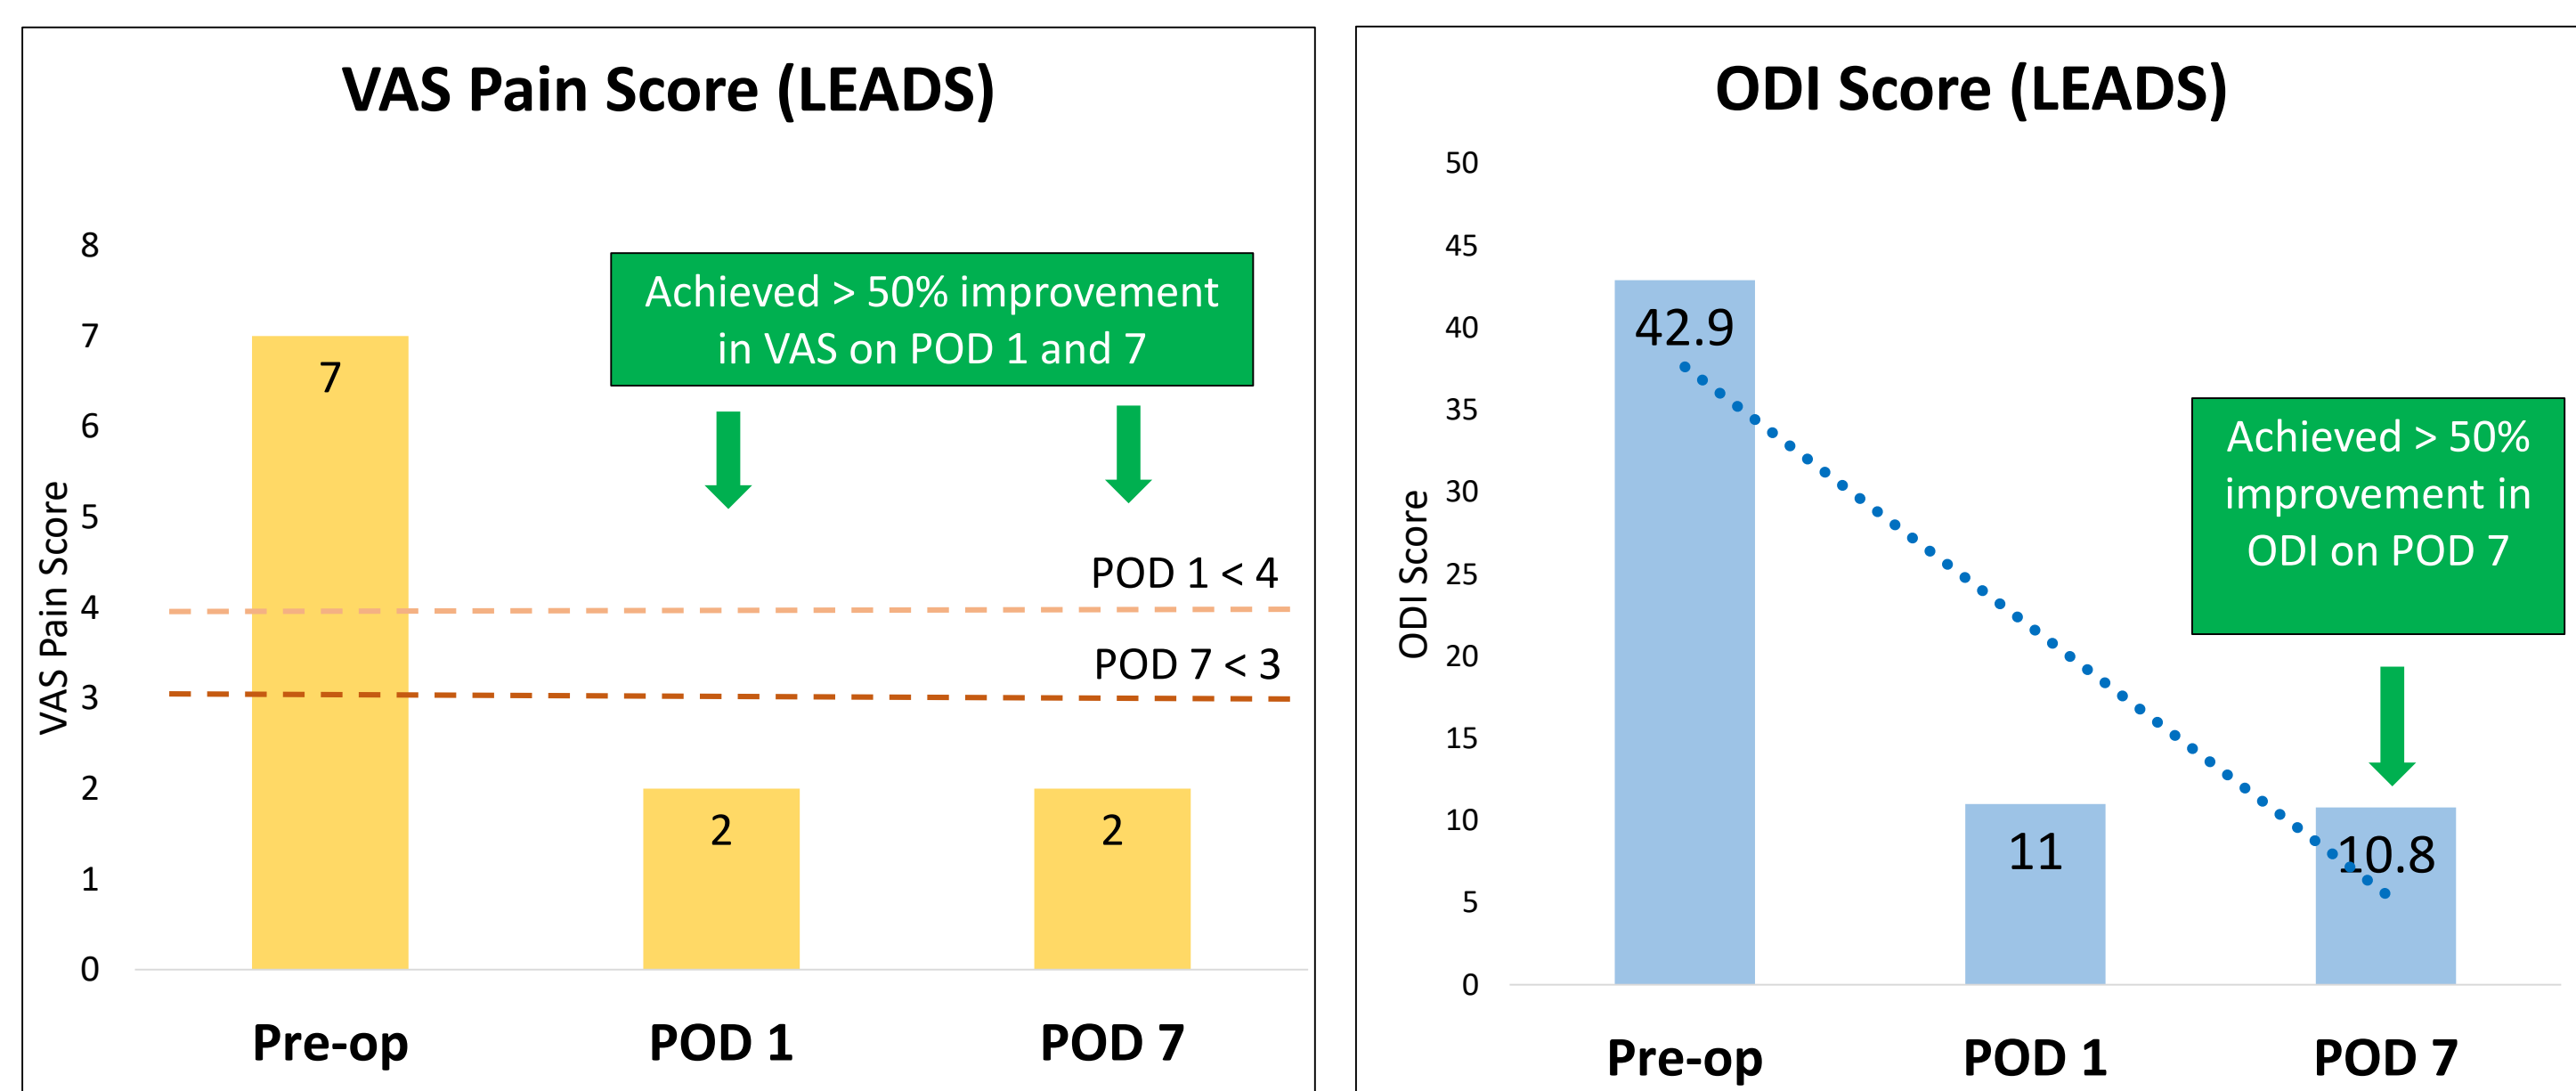 VAS Pain Score (LEADS)
8
7
6
5
4
3
2
1
0
VAS Pain Score
Achieved > 50% improvement
in VAS on POD 1 and 7
POD 1 < 4
POD 7 < 3
7
2
2
Pre-op
POD 1
POD 7
ODI Score (LEADS)
50
45
40
35
30
25
20
15
10
5
0
ODI Score
Achieved > 50%
improvement in
ODI on POD 7
42.9
11
10.8
Pre-op
POD 1
POD 7